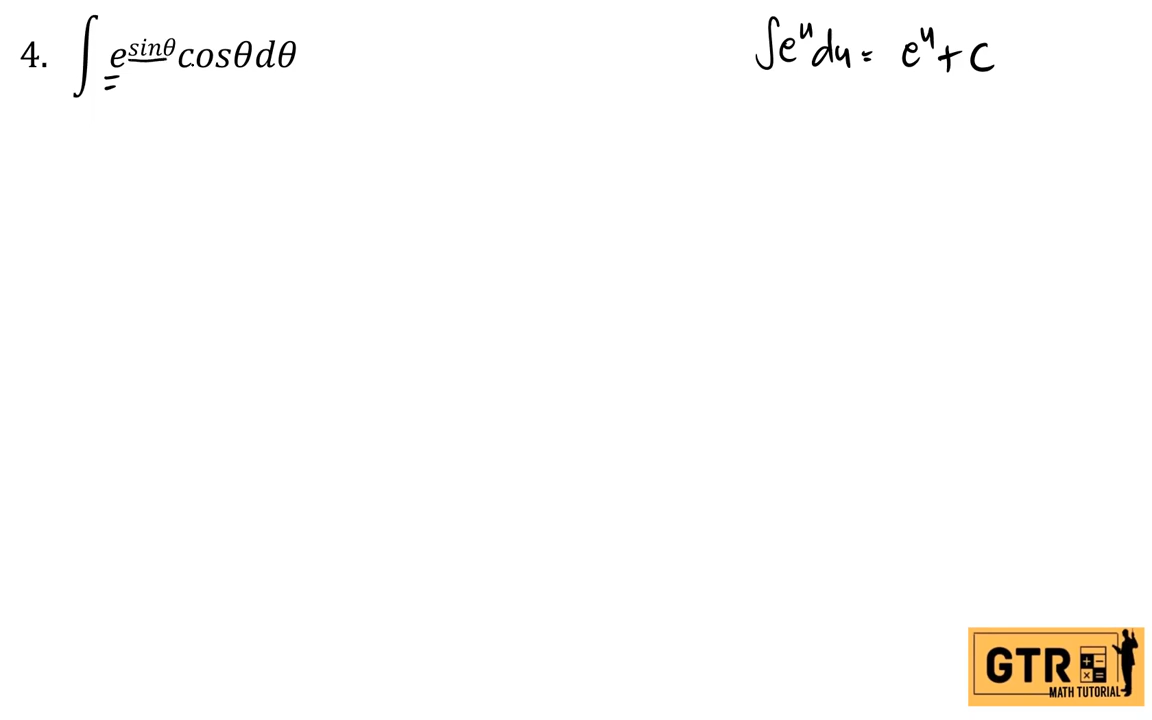 4. ∫ e^{sinθ}cosθdθ
∫e^u du = e^u + C
GTR
MATH TUTORIAL